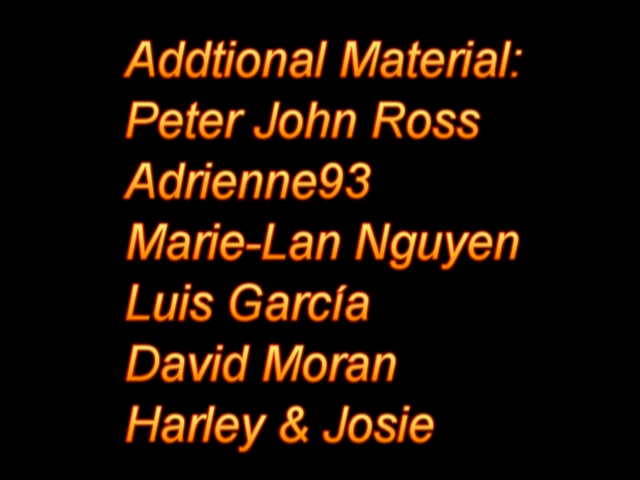 Addtional Material:
Peter John Ross
Adrienne93
Marie-Lan Nguyen
Luis García
David Moran
Harley & Josie